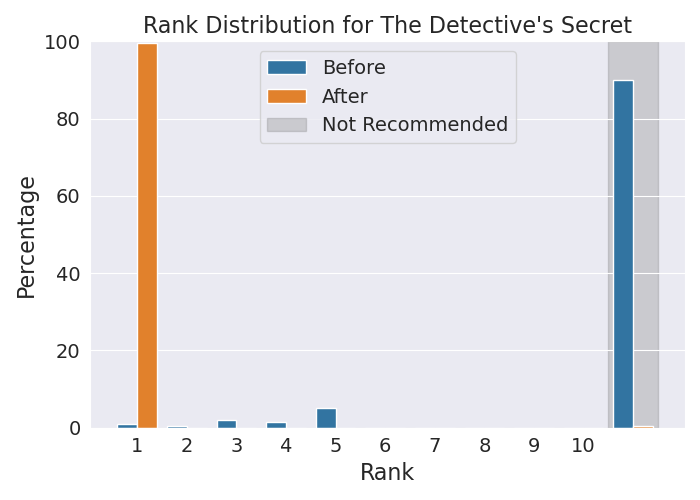 Rank Distribution for The Detective's Secret
100
80
60
40
20
0
Percentage
Before
After
Not Recommended
1 2 3 4 5 6 7 8 9 10
Rank